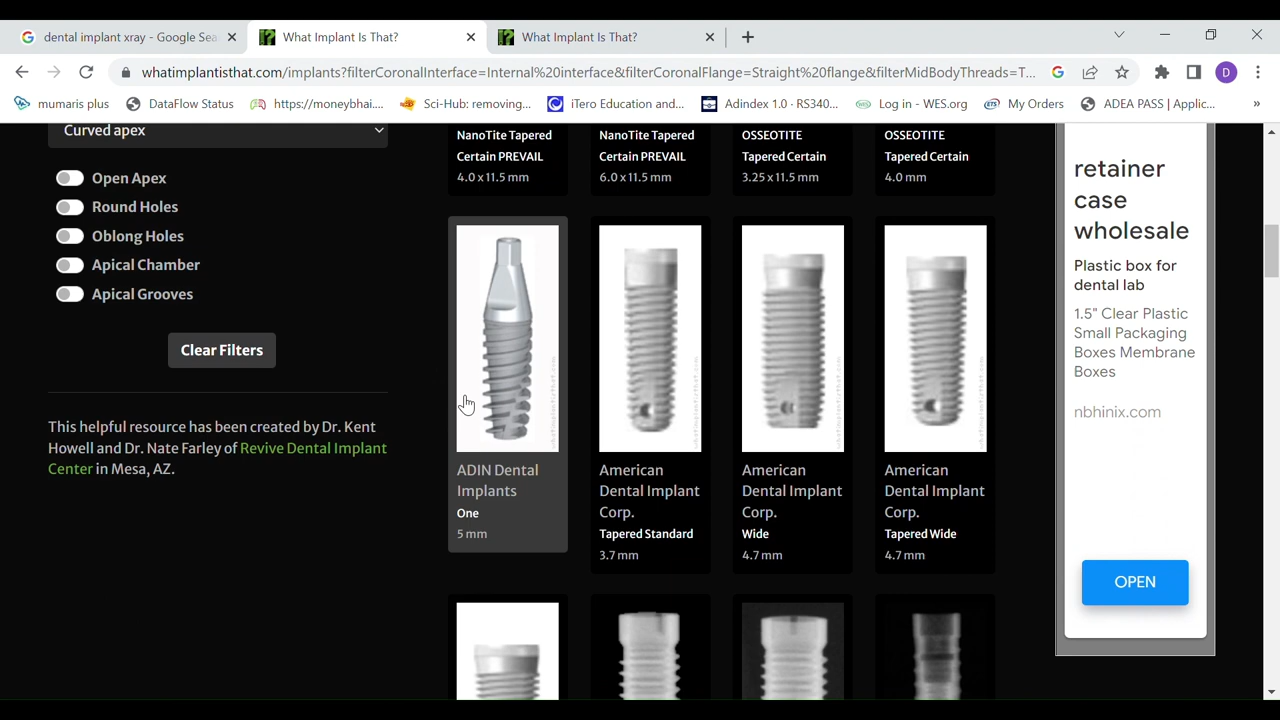 dental implant xray - Google Sea
What Implant Is That?
What Implant Is That?
whatimplantisthat.com/implants?filterCoronalInterface=Internal%20interface&filterCoronalFlange=Straight%20flange&filterMidBodyThreads=T...
D
mumaris plus
DataFlow Status
https://moneybhai...
Sci-Hub: removing...
iTero Education and...
Adindex 1.0 - RS340...
Log in - WES.org
My Orders
ADEA PASS | Applic...
»
Curved apex
Open Apex
Round Holes
Oblong Holes
Apical Chamber
Apical Grooves
Clear Filters
This helpful resource has been created by Dr. Kent
Howell and Dr. Nate Farley of Revive Dental Implant
Center in Mesa, AZ.
NanoTite Tapered
Certain PREVAIL
4.0 x 11.5 mm
NanoTite Tapered
Certain PREVAIL
6.0 x 11.5 mm
OSSEOTITE
Tapered Certain
3.25 x 11.5 mm
OSSEOTITE
Tapered Certain
4.0 mm
whatimplantisthat.com
ADIN Dental
Implants
One
5 mm
whatimplantisthat.com
American
Dental Implant
Corp.
Tapered Standard
3.7 mm
whatimplantisthat.com
American
Dental Implant
Corp.
Wide
4.7 mm
whatimplantisthat.com
American
Dental Implant
Corp.
Tapered Wide
4.7 mm
retainer
case
wholesale
Plastic box for
dental lab
1.5" Clear Plastic
Small Packaging
Boxes Membrane
Boxes
nbhinix.com
OPEN